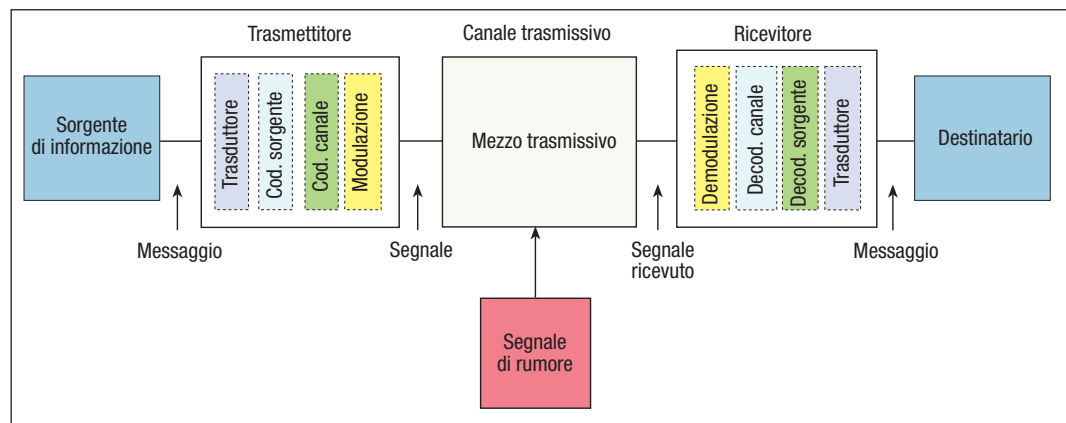 Trasmettitore
Canale trasmissivo
Ricevitore
Sorgente
di informazione
Trasduttore
Cod. sorgente
Cod. canale
Modulazione
Mezzo trasmissivo
Demodulazione
Decod. canale
Decod. sorgente
Trasduttore
Destinatario
Messaggio
Segnale
Segnale
ricevuto
Messaggio
Segnale
di rumore